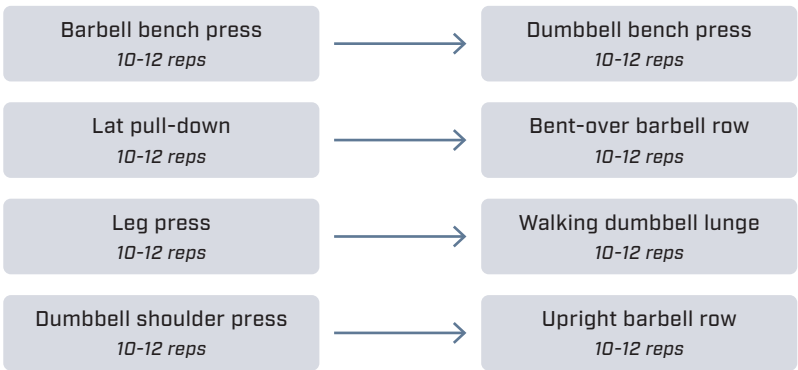 Barbell bench press
10-12 reps
Dumbbell bench press
10-12 reps
Lat pull-down
10-12 reps
Bent-over barbell row
10-12 reps
Leg press
10-12 reps
Walking dumbbell lunge
10-12 reps
Dumbbell shoulder press
10-12 reps
Upright barbell row
10-12 reps